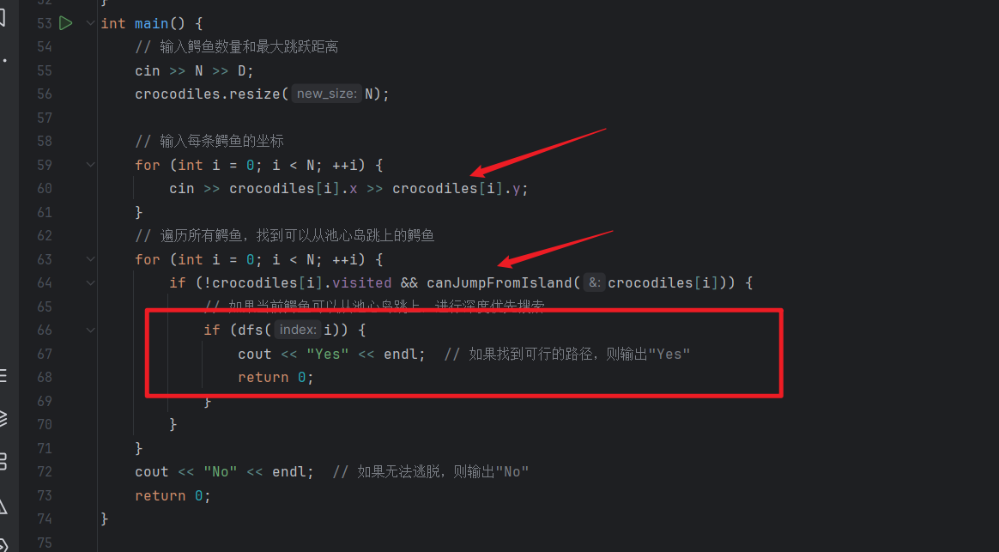 52 }
53 int main() {
54 // 输入鳄鱼数量和最大跳跃距离
55 cin >> N >> D;
56 crocodiles.resize( new_size: N);
57
58 // 输入每条鳄鱼的坐标
59 for (int i = 0; i < N; ++i) {
60 cin >> crocodiles[i].x >> crocodiles[i].y;
61 }
62 // 遍历所有鳄鱼，找到可以从池心岛跳上的鳄鱼
63 for (int i = 0; i < N; ++i) {
64 if (!crocodiles[i].visited && canJumpFromIsland( &: crocodiles[i])) {
65 // 如果当前鳄鱼可以从池心岛跳上，进行深度优先搜索
66 if (dfs( index: i)) {
67 cout << "Yes" << endl; // 如果找到可行的路径，则输出"Yes"
68 return 0;
69 }
70 }
71 }
72 cout << "No" << endl; // 如果无法逃脱，则输出"No"
73 return 0;
74 }
75